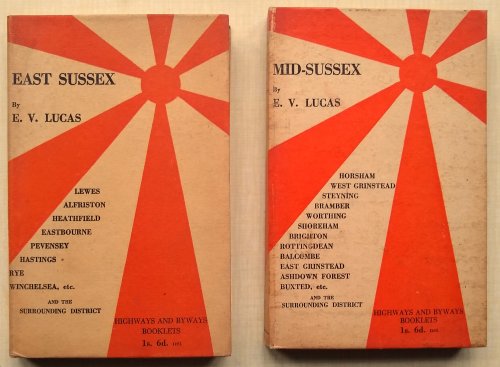 EAST SUSSEX
By
E. V. LUCAS
LEWES
ALFRISTON
HEATHFIELD
EASTBOURNE
PEVENSEY
HASTINGS
RYE
WINCHELSEA, etc.
AND THE
SURROUNDING DISTRICT
HIGHWAYS AND BYWAYS
BOOKLETS
1s. 6d. net
MID-SUSSEX
By
E. V. LUCAS
HORSHAM
WEST GRINSTEAD
STEYNING
BRAMBER
WORTHING
SHOREHAM
BRIGHTON
ROTTINGDEAN
BALCOMBE
EAST GRINSTEAD
ASHDOWN FOREST
BUXTED, etc.
AND THE
SURROUNDING DISTRICT
HIGHWAYS AND BYWAYS
BOOKLETS
1s. 6d. net